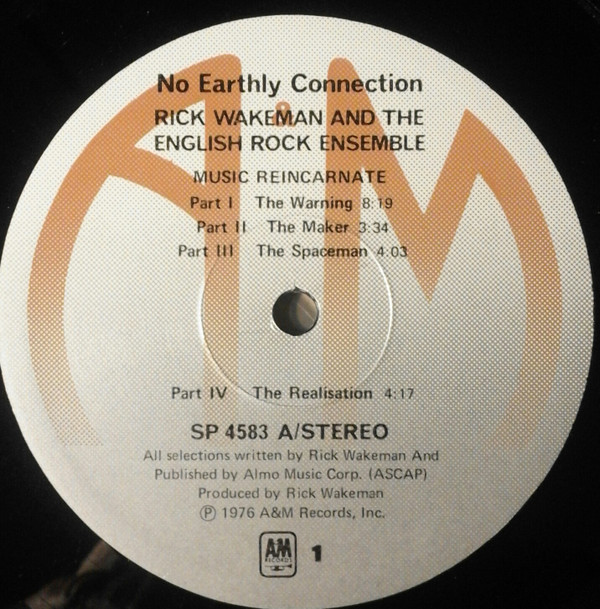 No Earthly Connection
RICK WAKEMAN AND THE
ENGLISH ROCK ENSEMBLE
MUSIC REINCARNATE
Part I The Warning 8:19
Part II The Maker 3:34
Part III The Spaceman 4:03
Part IV The Realisation 4:17
SP 4583 A/STEREO
All selections written by Rick Wakeman And
Published by Almo Music Corp. (ASCAP)
Produced by Rick Wakeman
℗ 1976 A&M Records, Inc.
A&M RECORDS 1